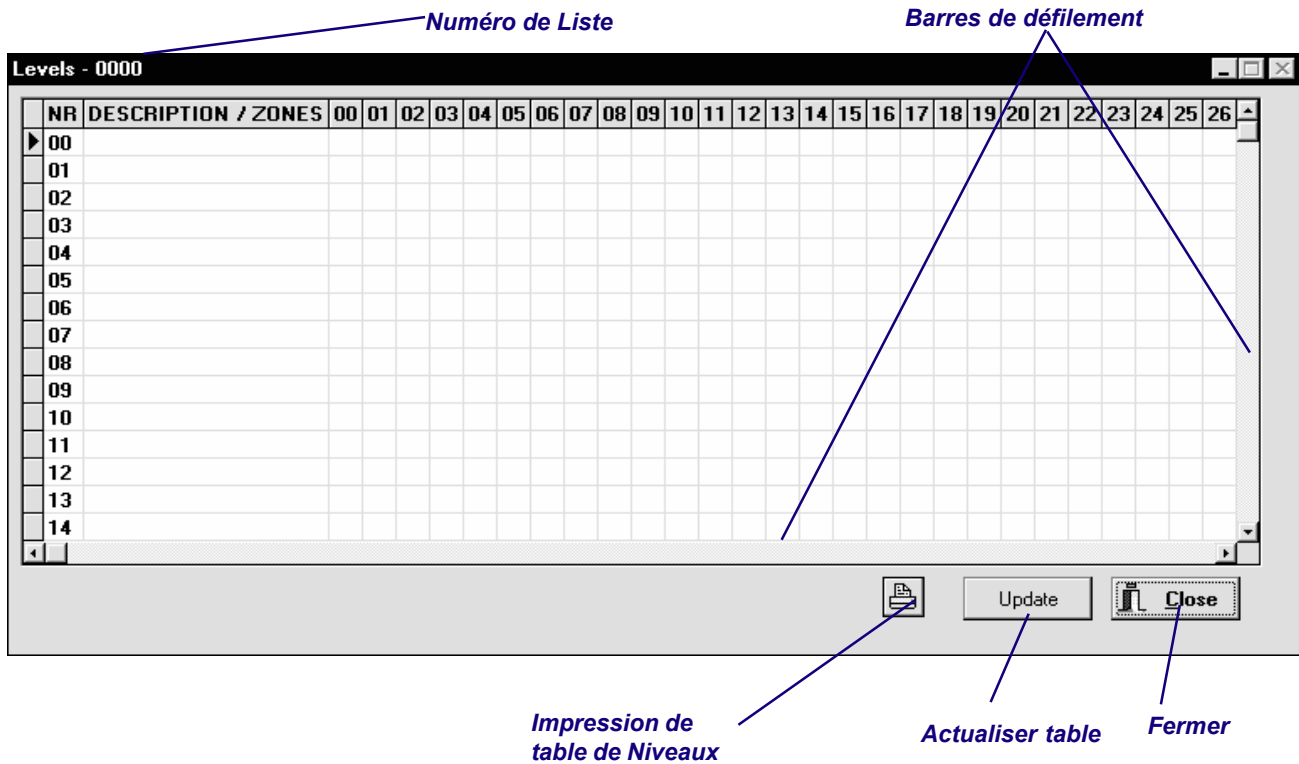 Numéro de Liste
Barres de défilement
Levels - 0000
NR DESCRIPTION / ZONES 00 01 02 03 04 05 06 07 08 09 10 11 12 13 14 15 16 17 18 19 20 21 22 23 24 25 26
00
01
02
03
04
05
06
07
08
09
10
11
12
13
14
Update
Close
Impression de
table de Niveaux
Actualiser table
Fermer